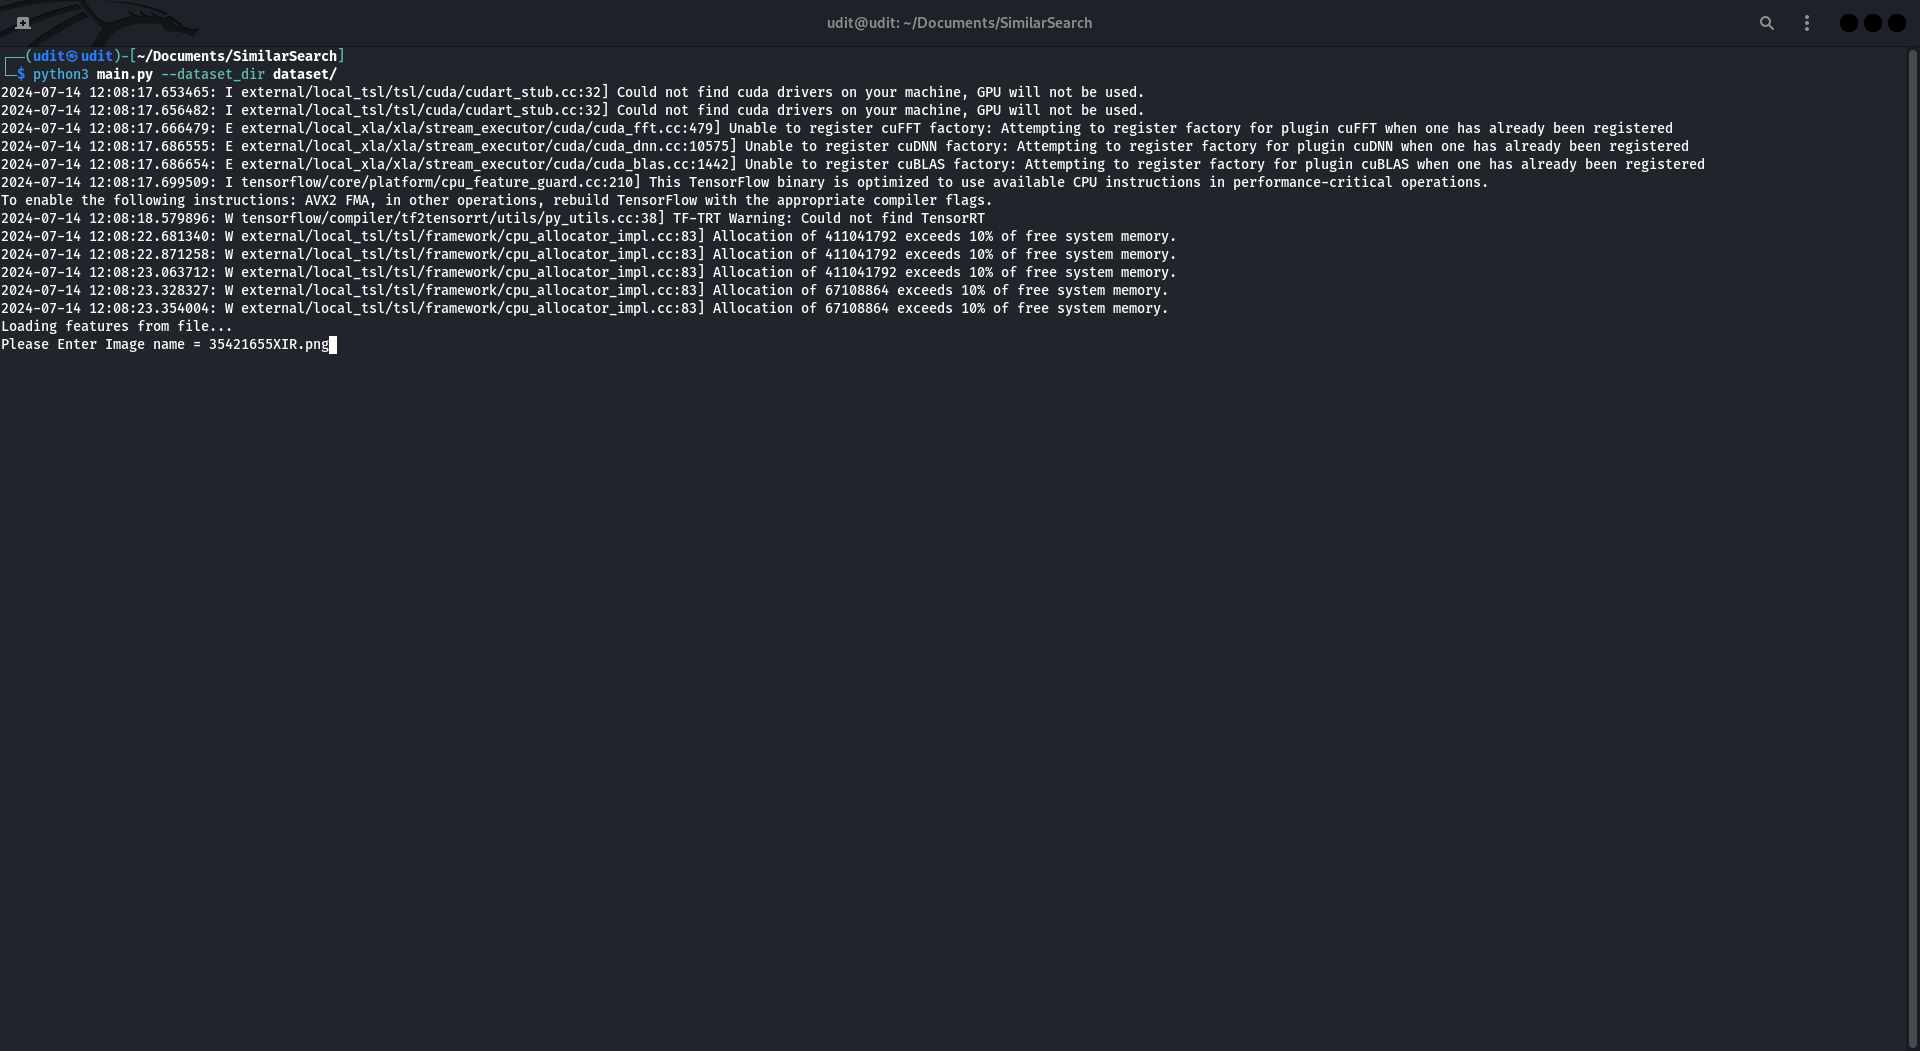 udit@udit: ~/Documents/SimilarSearch
┌──(udit㉿udit)-[~/Documents/SimilarSearch]
└─$ python3 main.py --dataset_dir dataset/
2024-07-14 12:08:17.653465: I external/local_tsl/tsl/cuda/cudart_stub.cc:32] Could not find cuda drivers on your machine, GPU will not be used.
2024-07-14 12:08:17.656482: I external/local_tsl/tsl/cuda/cudart_stub.cc:32] Could not find cuda drivers on your machine, GPU will not be used.
2024-07-14 12:08:17.666479: E external/local_xla/xla/stream_executor/cuda/cuda_fft.cc:479] Unable to register cuFFT factory: Attempting to register factory for plugin cuFFT when one has already been registered
2024-07-14 12:08:17.686555: E external/local_xla/xla/stream_executor/cuda/cuda_dnn.cc:10575] Unable to register cuDNN factory: Attempting to register factory for plugin cuDNN when one has already been registered
2024-07-14 12:08:17.686654: E external/local_xla/xla/stream_executor/cuda/cuda_blas.cc:1442] Unable to register cuBLAS factory: Attempting to register factory for plugin cuBLAS when one has already been registered
2024-07-14 12:08:17.699509: I tensorflow/core/platform/cpu_feature_guard.cc:210] This TensorFlow binary is optimized to use available CPU instructions in performance-critical operations.
To enable the following instructions: AVX2 FMA, in other operations, rebuild TensorFlow with the appropriate compiler flags.
2024-07-14 12:08:18.579896: W tensorflow/compiler/tf2tensorrt/utils/py_utils.cc:38] TF-TRT Warning: Could not find TensorRT
2024-07-14 12:08:22.681340: W external/local_tsl/tsl/framework/cpu_allocator_impl.cc:83] Allocation of 411041792 exceeds 10% of free system memory.
2024-07-14 12:08:22.871258: W external/local_tsl/tsl/framework/cpu_allocator_impl.cc:83] Allocation of 411041792 exceeds 10% of free system memory.
2024-07-14 12:08:23.063712: W external/local_tsl/tsl/framework/cpu_allocator_impl.cc:83] Allocation of 411041792 exceeds 10% of free system memory.
2024-07-14 12:08:23.328327: W external/local_tsl/tsl/framework/cpu_allocator_impl.cc:83] Allocation of 67108864 exceeds 10% of free system memory.
2024-07-14 12:08:23.354004: W external/local_tsl/tsl/framework/cpu_allocator_impl.cc:83] Allocation of 67108864 exceeds 10% of free system memory.
Loading features from file...
Please Enter Image name = 35421655XIR.png